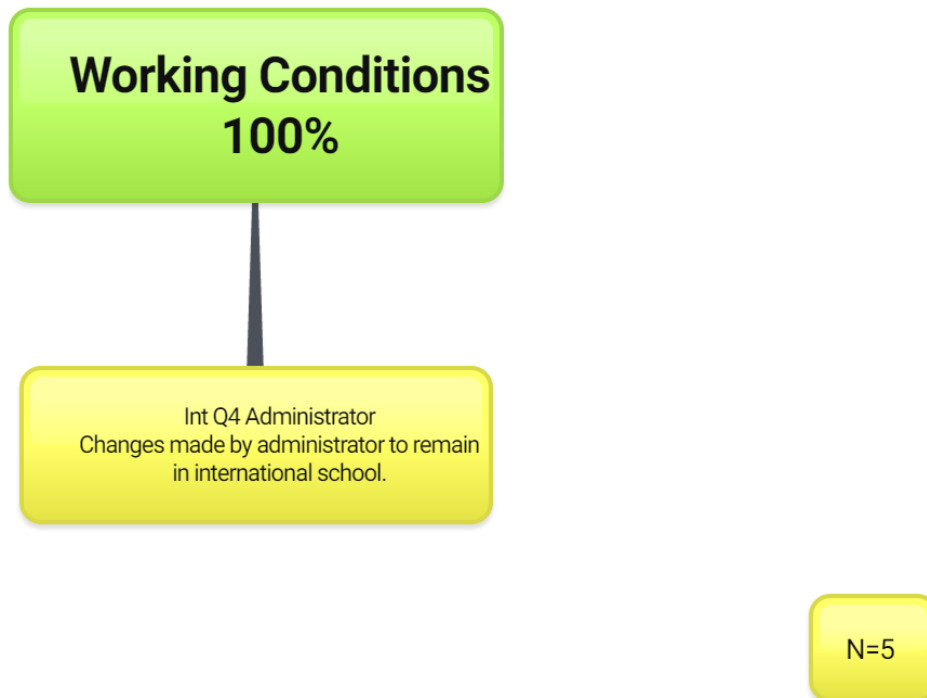 Working Conditions
100%
Int Q4 Administrator
Changes made by administrator to remain
in international school.
N=5